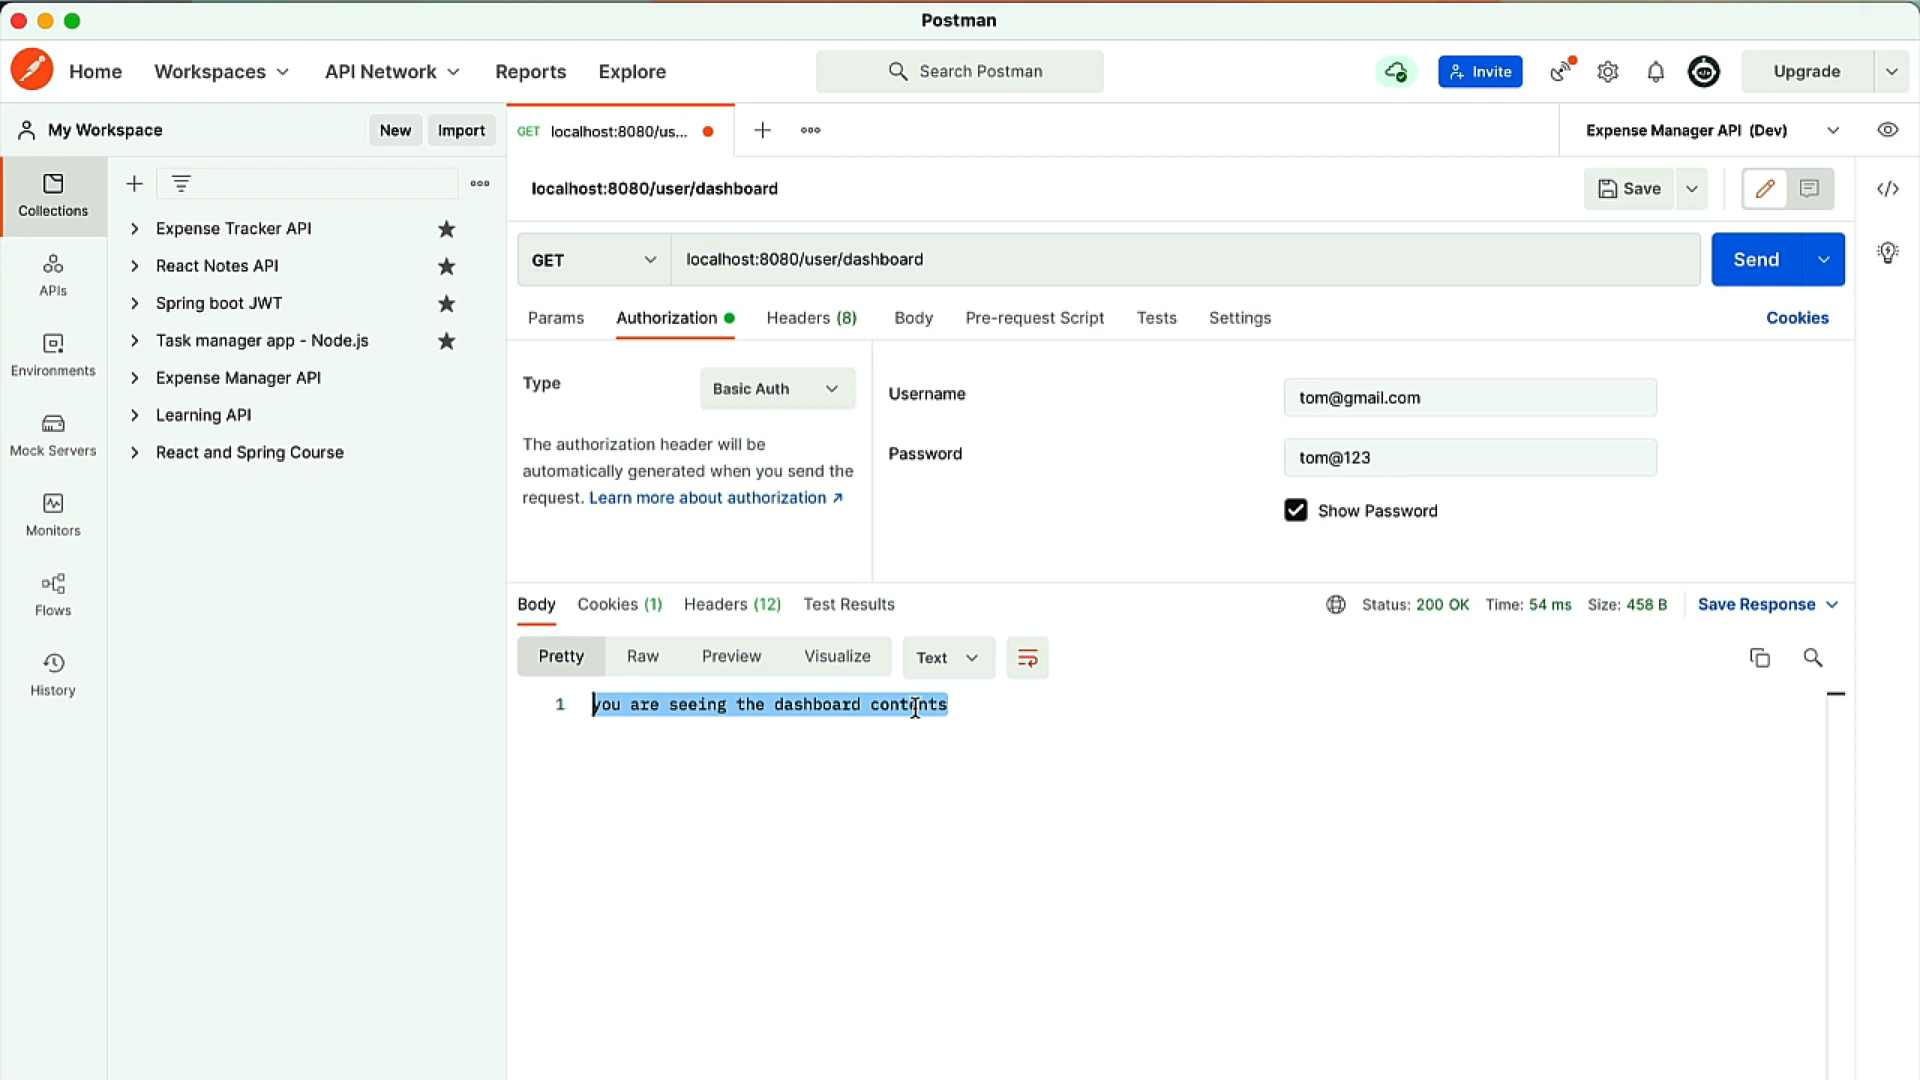 Postman
Home
Workspaces
API Network
Reports
Explore
Search Postman
Invite
Upgrade
My Workspace
New
Import
GET localhost:8080/us...
Expense Manager API (Dev)
Collections
APIs
Environments
Mock Servers
Monitors
Flows
History
Expense Tracker API
React Notes API
Spring boot JWT
Task manager app - Node.js
Expense Manager API
Learning API
React and Spring Course
localhost:8080/user/dashboard
Save
GET
localhost:8080/user/dashboard
Send
Params
Authorization
Headers (8)
Body
Pre-request Script
Tests
Settings
Cookies
Type
Basic Auth
The authorization header will be
automatically generated when you send the
request. Learn more about authorization ↗
Username
tom@gmail.com
Password
tom@123
Show Password
Body
Cookies (1)
Headers (12)
Test Results
Status: 200 OK
Time: 54 ms
Size: 458 B
Save Response
Pretty
Raw
Preview
Visualize
Text
1 you are seeing the dashboard contents